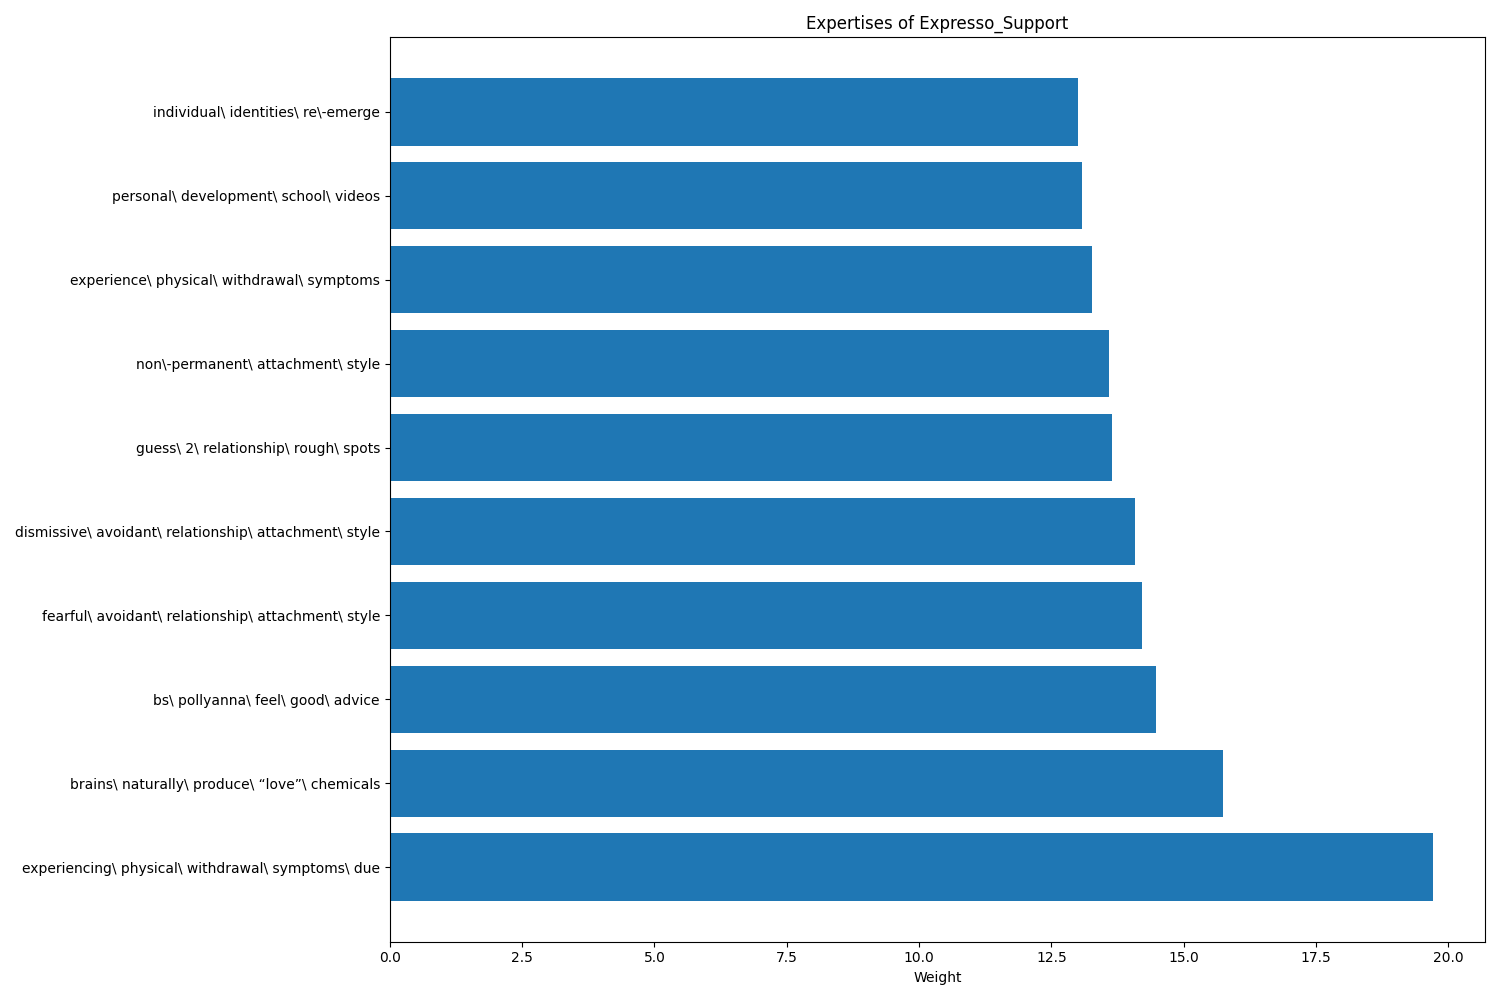 Expertises of Expresso_Support
individual\ identities\ re\-emerge
personal\ development\ school\ videos
experience\ physical\ withdrawal\ symptoms
non\-permanent\ attachment\ style
guess\ 2\ relationship\ rough\ spots
dismissive\ avoidant\ relationship\ attachment\ style
fearful\ avoidant\ relationship\ attachment\ style
bs\ pollyanna\ feel\ good\ advice
brains\ naturally\ produce\ “love”\ chemicals
experiencing\ physical\ withdrawal\ symptoms\ due
0.0 2.5 5.0 7.5 10.0 12.5 15.0 17.5 20.0
Weight